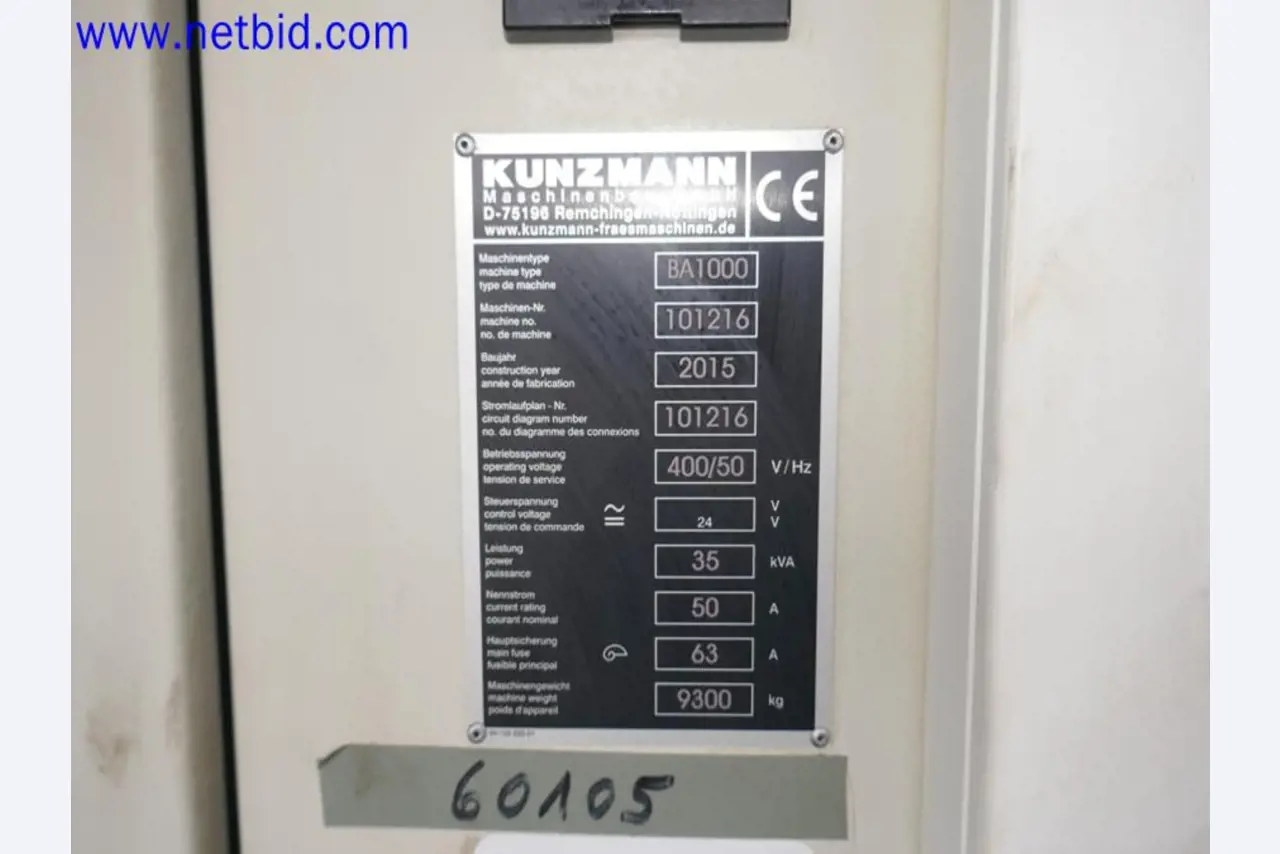 www.netbid.com
KUNZMANN
CE
D-75196 Remchingen-Nöttingen
www.kunzmann-fraesmaschinen.de
Maschinentype
machine type
type de machine
BA1000
Maschinen-Nr.
machine no.
no. de machine
101216
Baujahr
construction year
année de fabrication
2015
Stromlaufplan - Nr.
circuit diagram number
no. du diagramme des connexions
101216
Betriebsspannung
operating voltage
tension de service
400/50 V/Hz
Steuerspannung
control voltage
tension de commande
V
24 V
Leistung
power
puissance
35 kVA
Nennstrom
current rating
courant nominal
50 A
Hauptsicherung
main fuse
fusible principal
63 A
Maschinengewicht
machine weight
poids d'appareil
9300 kg
60105